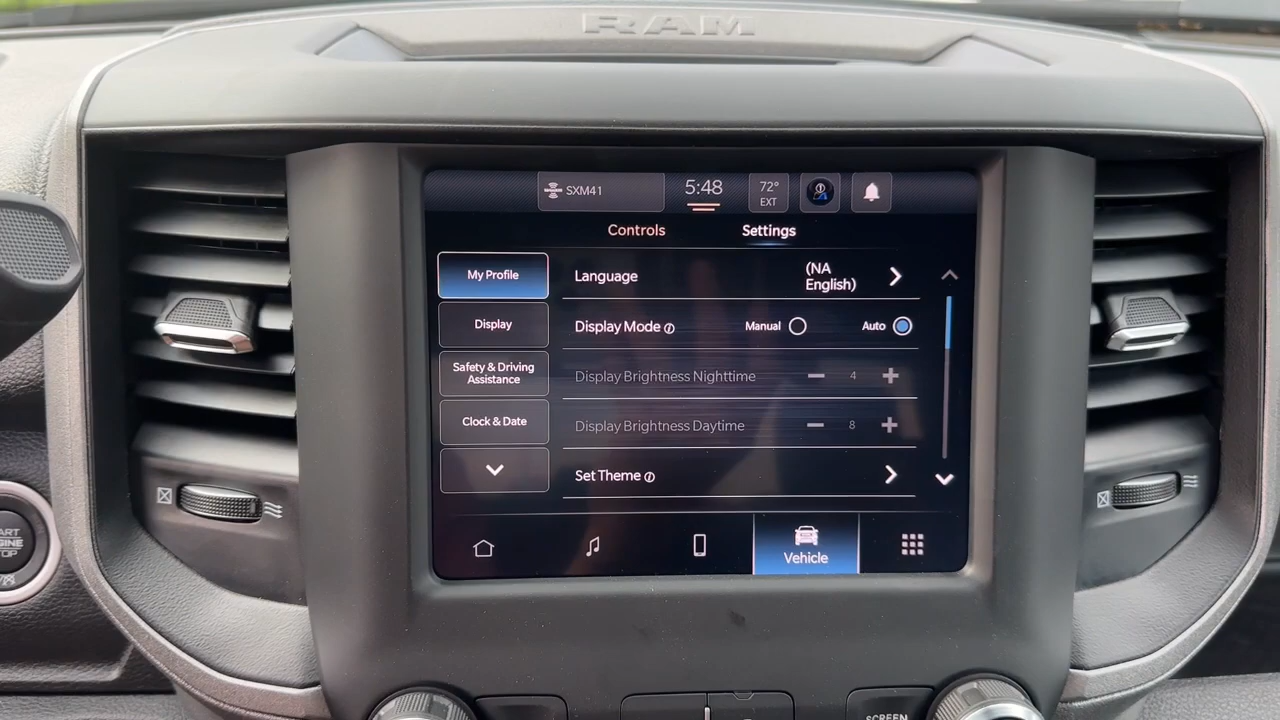 RAM
SXM41
5:48
72°
EXT
Controls
Settings
My Profile
Language
(NA
English)
Display
Display Mode
Manual
Auto
Safety & Driving
Assistance
Display Brightness Nighttime
4
Clock & Date
Display Brightness Daytime
8
Set Theme
Vehicle
SCREEN